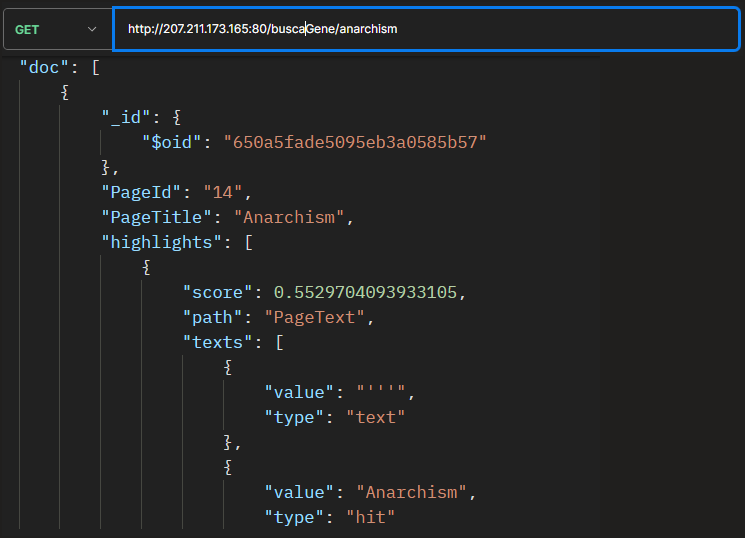 GET http://207.211.173.165:80/buscaGene/anarchism
"doc": [
{
"_id": {
"$oid": "650a5fade5095eb3a0585b57"
},
"PageId": "14",
"PageTitle": "Anarchism",
"highlights": [
{
"score": 0.5529704093933105,
"path": "PageText",
"texts": [
{
"value": "'''",
"type": "text"
},
{
"value": "Anarchism",
"type": "hit"